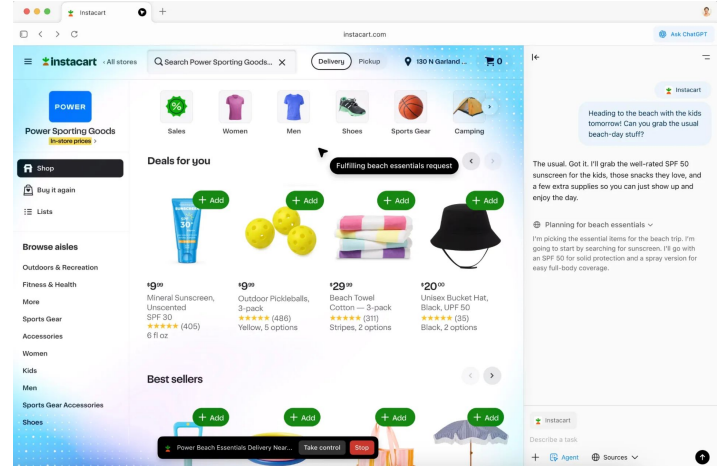 Instacart
instacart.com
Ask ChatGPT
instacart
All stores
Search Power Sporting Goods...
Delivery
Pickup
130 N Garland ...
0
POWER
Power Sporting Goods
In-store prices
Shop
Buy it again
Lists
Browse aisles
Outdoors & Recreation
Fitness & Health
More
Sports Gear
Accessories
Women
Kids
Men
Sports Gear Accessories
Shoes
Sales
Women
Men
Shoes
Sports Gear
Camping
Deals for you
Fulfilling beach essentials request
+ Add
+ Add
+ Add
+ Add
SUNSCREEN
SPF
30
$9.99
Mineral Sunscreen,
Unscented
SPF 30
★★★★★ (405)
6 fl oz
$9.99
Outdoor Pickleballs,
3-pack
★★★★★ (486)
Yellow, 5 options
$29.99
Beach Towel
Cotton — 3-pack
★★★★★ (311)
Stripes, 2 options
$20.00
Unisex Bucket Hat,
Black, UPF 50
★★★★★ (35)
Black, 2 options
Best sellers
+ Add
+ Add
+ Add
+ Add
Power Beach Essentials Delivery Near...
Take control
Stop
Instacart
Heading to the beach with the kids
tomorrow! Can you grab the usual
beach-day stuff?
The usual. Got it. I'll grab the well-rated SPF 50
sunscreen for the kids, those snacks they love, and
a few extra supplies so you can just show up and
enjoy the day.
Planning for beach essentials
I'm picking the essential items for the beach trip. I'm
going to start by searching for sunscreen. I'll go with
an SPF 50 for solid protection and a spray version for
easy full-body coverage.
Instacart
Describe a task
Agent
Sources